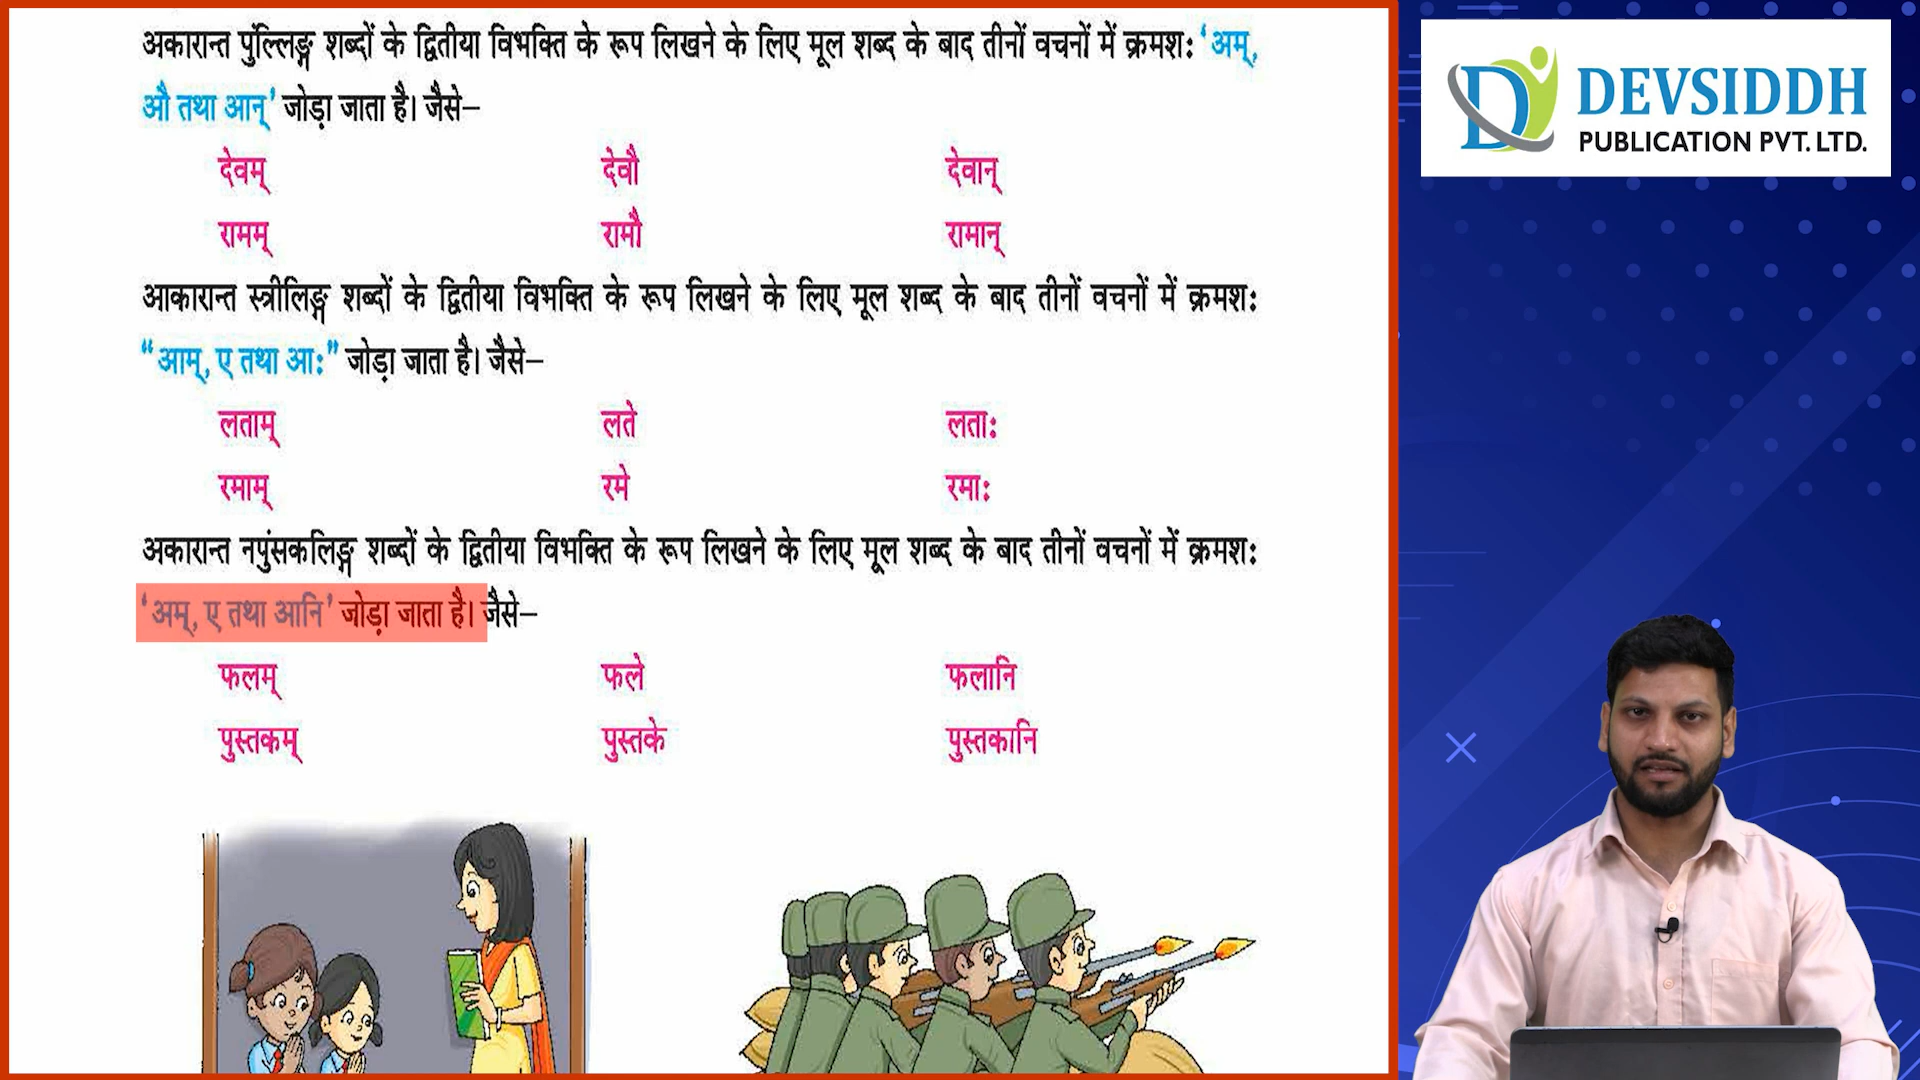 अकारान्त पुंल्लिङ्ग शब्दों के द्वितीया विभक्ति के रूप लिखने के लिए मूल शब्द के बाद तीनों वचनों में क्रमशः ‘अम्,
औ तथा आन्’ जोड़ा जाता है। जैसे–
देवम् देवौ देवान्
रामम् रामौ रामान्
आकारान्त स्त्रीलिङ्ग शब्दों के द्वितीया विभक्ति के रूप लिखने के लिए मूल शब्द के बाद तीनों वचनों में क्रमशः
“आम्, ए तथा आः” जोड़ा जाता है। जैसे–
लताम् लते लताः
रमाम् रमे रमाः
अकारान्त नपुंसकलिङ्ग शब्दों के द्वितीया विभक्ति के रूप लिखने के लिए मूल शब्द के बाद तीनों वचनों में क्रमशः
‘अम्, ए तथा आनि’ जोड़ा जाता है। जैसे–
फलम् फले फलानि
पुस्तकम् पुस्तके पुस्तकानि
DEVSIDDH
PUBLICATION PVT. LTD.